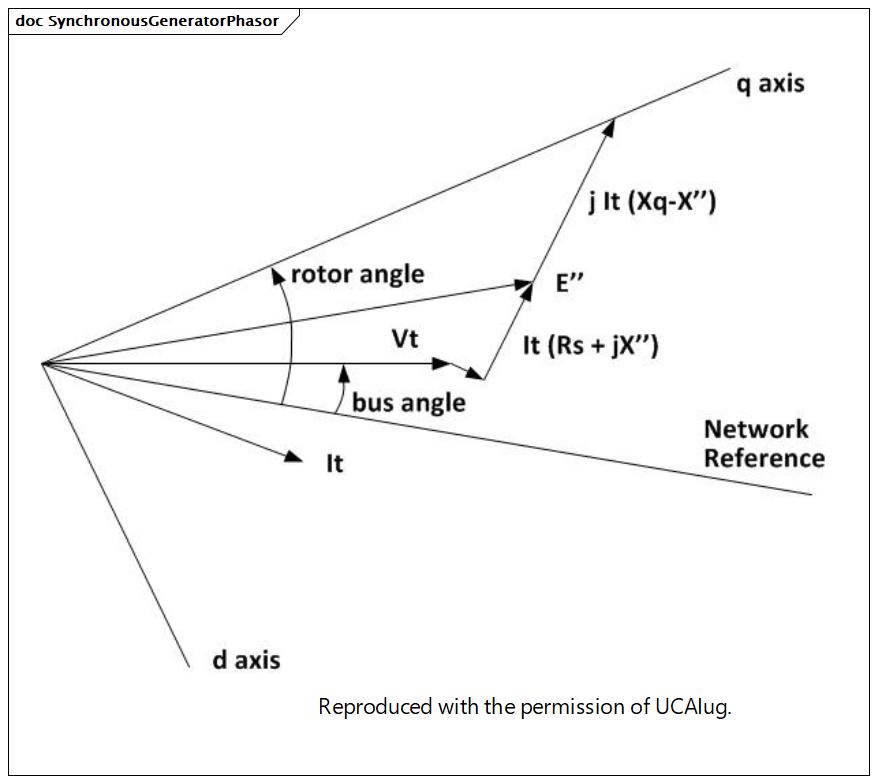 doc SynchronousGeneratorPhasor
q axis
j It (Xq-X’’)
rotor angle
E’’
Vt
It (Rs + jX’’)
bus angle
Network
Reference
It
d axis
Reproduced with the permission of UCAIug.